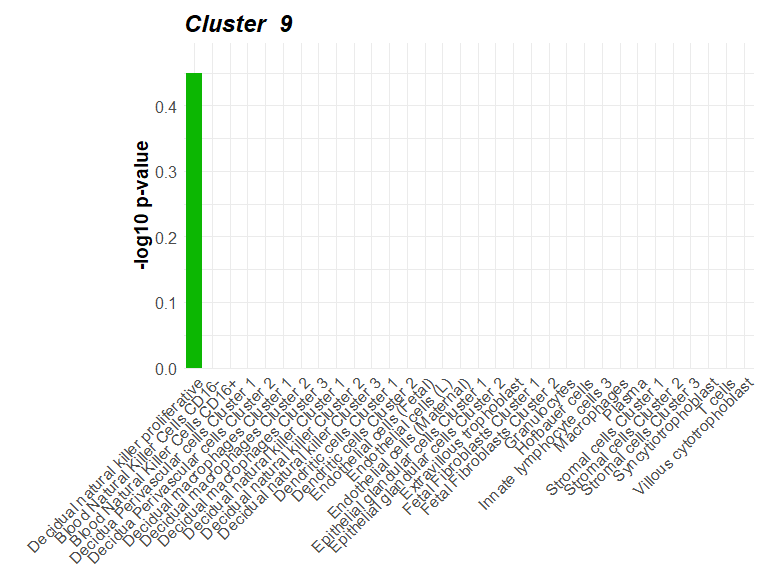 Cluster 9
-log10 p-value
0.4
0.3
0.2
0.1
0.0
Decidual natural killer proliferative
Blood Natural Killer Cells CD16-
Blood Natural Killer Cells CD16+
Decidua Perivascular cells Cluster 1
Decidua Perivascular cells Cluster 2
Decidual macrophages Cluster 1
Decidual macrophages Cluster 2
Decidual macrophages Cluster 3
Decidual natural killer Cluster 1
Decidual natural killer Cluster 2
Decidual natural killer Cluster 3
Dendritic cells Cluster 1
Dendritic cells Cluster 2
Endothelial cells (Fetal)
Endothelial cells (L)
Endothelial cells (Maternal)
Epithelial glandular cells Cluster 1
Epithelial glandular cells Cluster 2
Extravillous trophoblast
Fetal Fibroblasts Cluster 1
Fetal Fibroblasts Cluster 2
Granulocytes
Hofbauer cells
Innate lymphocyte cells 3
Macrophages
Plasma
Stromal cells Cluster 1
Stromal cells Cluster 2
Stromal cells Cluster 3
Syncytiotrophoblast
T cells
Villous cytotrophoblast